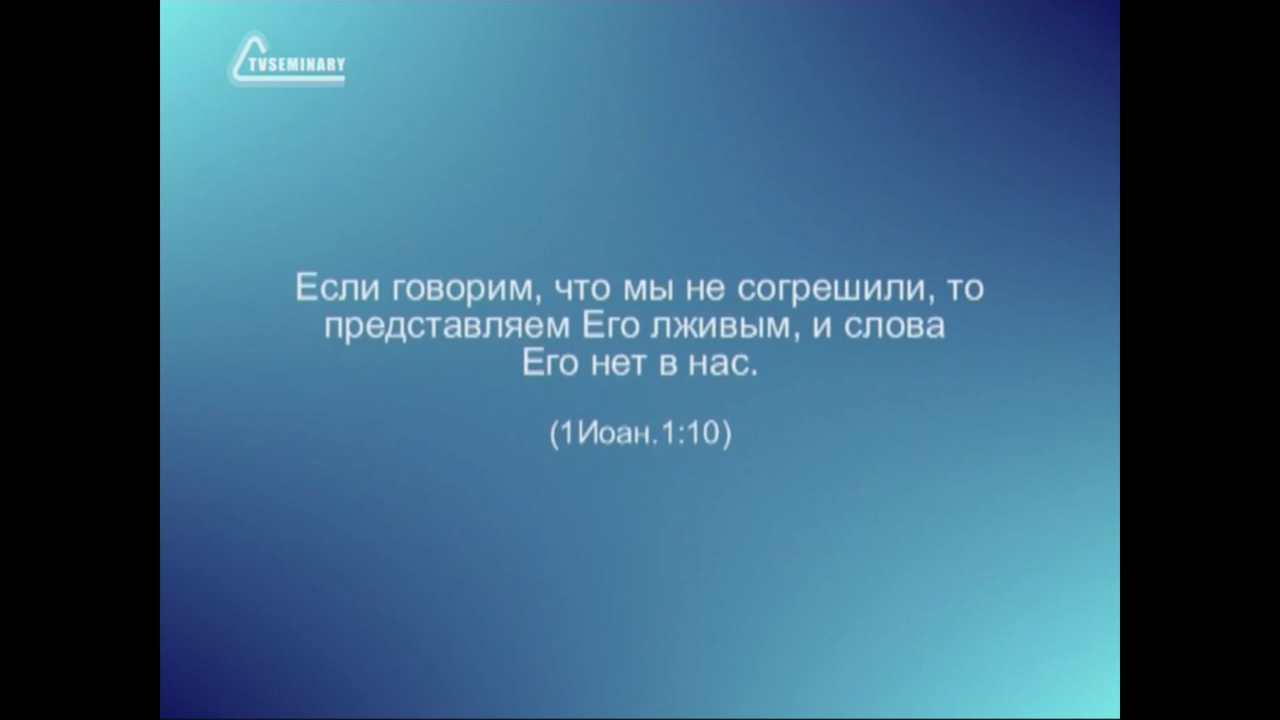 TVSEMINARY
Если говорим, что мы не согрешили, то
представляем Его лживым, и слова
Его нет в нас.
(1Иоан.1:10)